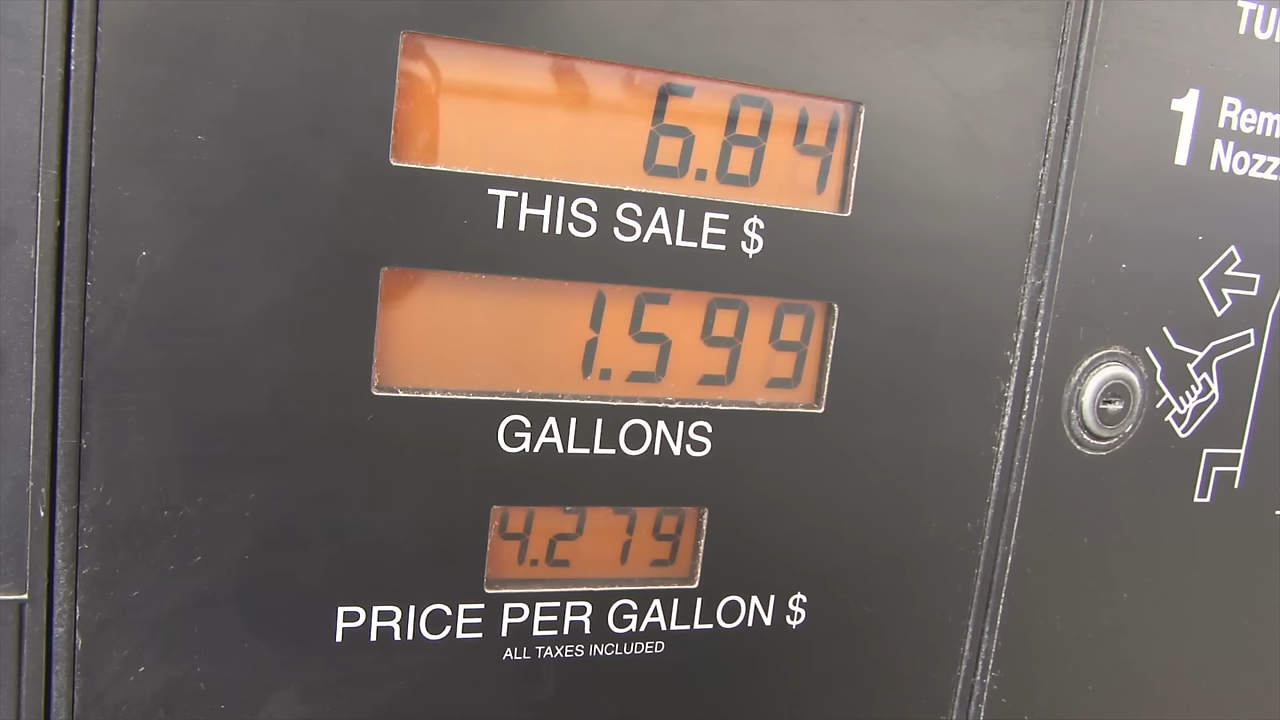 6.84
THIS SALE $
1.599
GALLONS
4.279
PRICE PER GALLON $
ALL TAXES INCLUDED
1